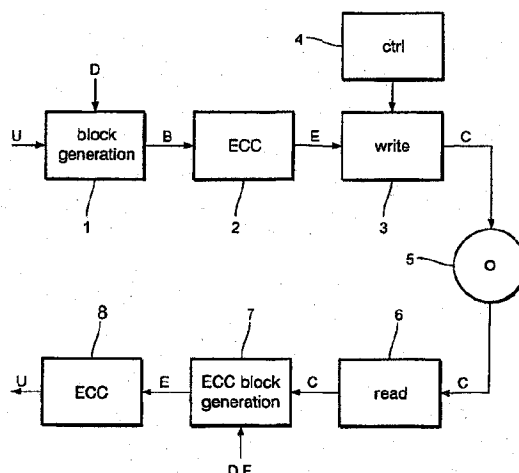 4
ctrl
D
U
block
generation
B
ECC
E
write
C
1
2
3
5
O
8
7
6
U
ECC
E
ECC block
generation
C
read
C
D,F